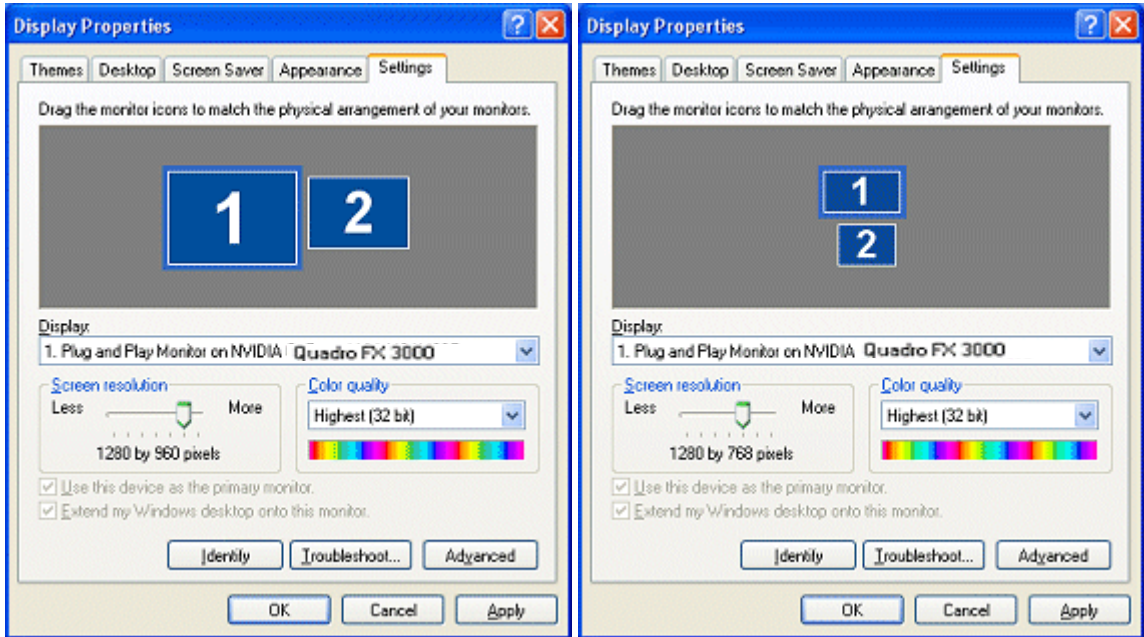 Display Properties
Themes Desktop Screen Saver Appearance Settings
Drag the monitor icons to match the physical arrangement of your monitors.
1 2
Display:
1. Plug and Play Monitor on NVIDIA Quadro FX 3000
Screen resolution
Less More
1280 by 960 pixels
Color quality
Highest (32 bit)
Use this device as the primary monitor.
Extend my Windows desktop onto this monitor.
Identify Troubleshoot... Advanced
OK Cancel Apply
Display Properties
Themes Desktop Screen Saver Appearance Settings
Drag the monitor icons to match the physical arrangement of your monitors.
1
2
Display:
1. Plug and Play Monitor on NVIDIA Quadro FX 3000
Screen resolution
Less More
1280 by 768 pixels
Color quality
Highest (32 bit)
Use this device as the primary monitor.
Extend my Windows desktop onto this monitor.
Identify Troubleshoot... Advanced
OK Cancel Apply